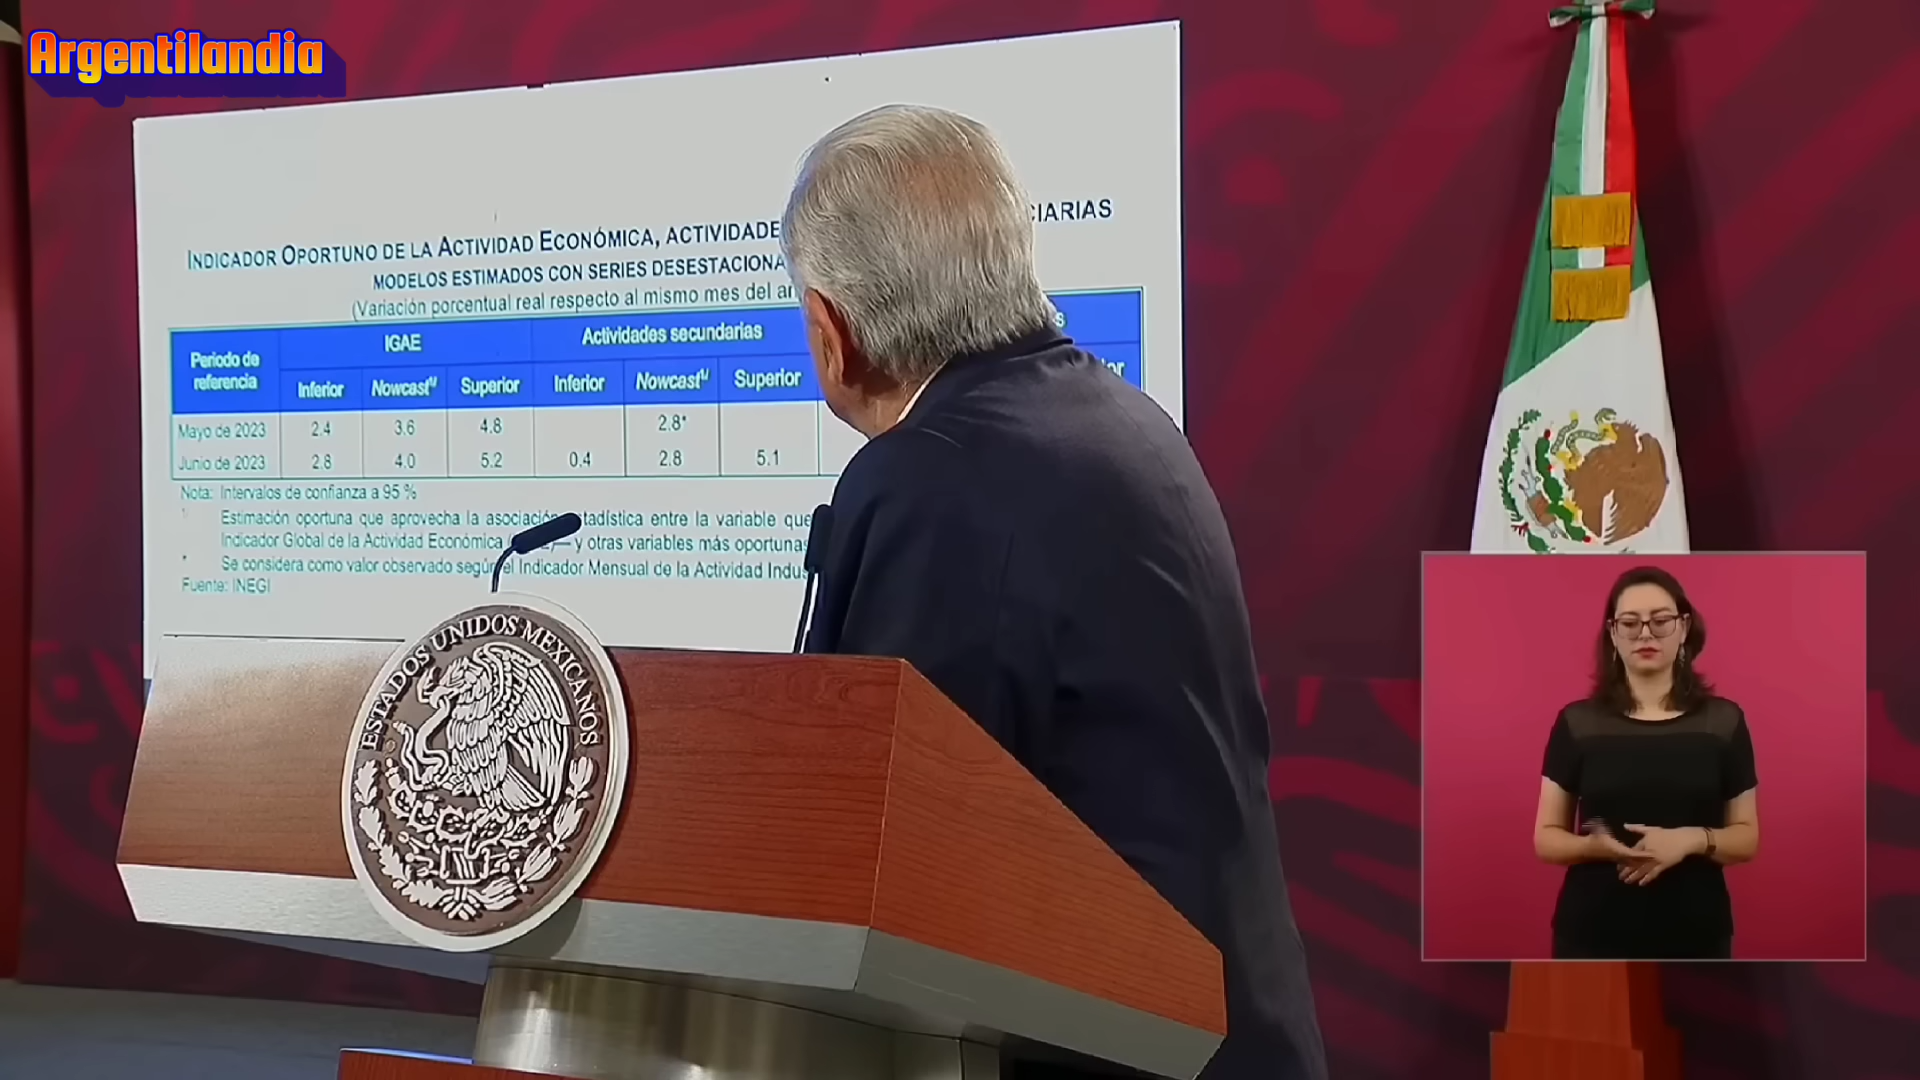 Argentilandia
INDICADOR OPORTUNO DE LA ACTIVIDAD ECONÓMICA, ACTIVIDADE CIARIAS
MODELOS ESTIMADOS CON SERIES DESESTACIONA
(Variación porcentual real respecto al mismo mes del
Periodo de referencia IGAE Actividades secundarias s
Inferior Nowcast1/ Superior Inferior Nowcast1/ Superior or
Mayo de 2023 2.4 3.6 4.8 2.8*
Junio de 2023 2.8 4.0 5.2 0.4 2.8 5.1
Nota: Intervalos de confianza a 95 %
Estimación oportuna que aprovecha la asociación estadística entre la variable que
Indicador Global de la Actividad Económica — y otras variables más oportunas
* Se considera como valor observado según el Indicador Mensual de la Actividad Indus
Fuente: INEGI
ESTADOS UNIDOS MEXICANOS